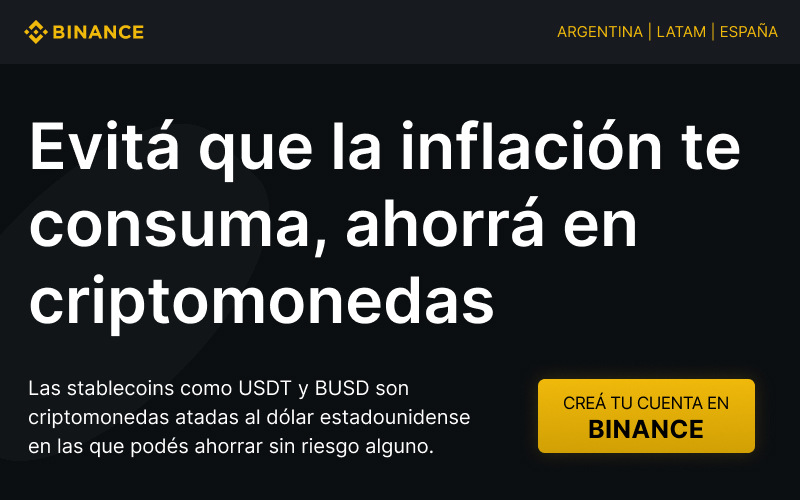 BINANCE
ARGENTINA | LATAM | ESPAÑA
Evitá que la inflación te
consuma, ahorrá en
criptomonedas
Las stablecoins como USDT y BUSD son
criptomonedas atadas al dólar estadounidense
en las que podés ahorrar sin riesgo alguno.
CREÁ TU CUENTA EN
BINANCE